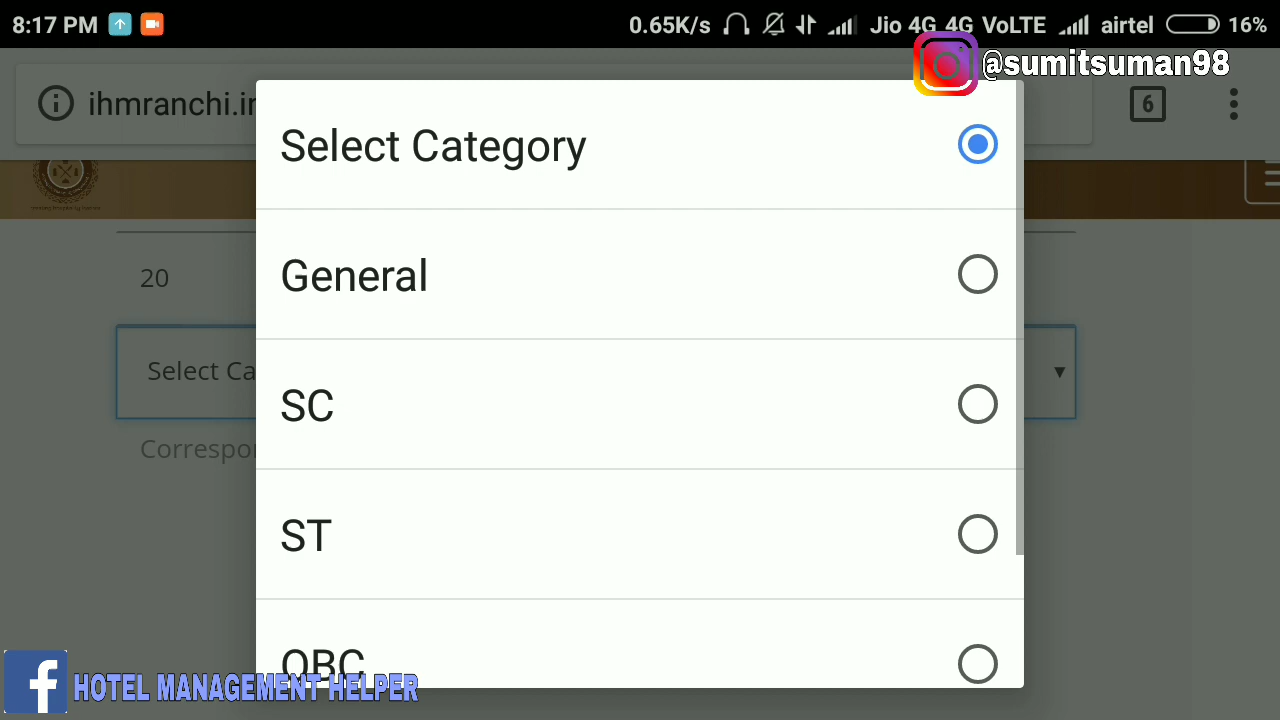 8:17 PM 0.65K/s Jio 4G 4G VoLTE airtel 16%
@sumitsuman98
ihmranchi.in 6
Select Category
General
20
SC
Select Ca
Correspo
ST
OBC
HOTEL MANAGEMENT HELPER